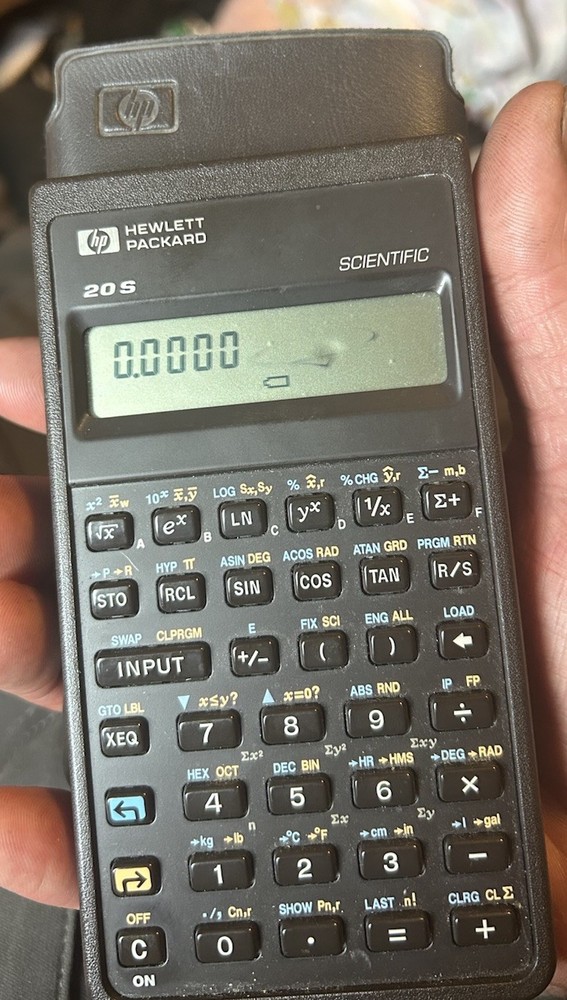 hp
hp HEWLETT
PACKARD
SCIENTIFIC
20S
0.0000
x² x̄w 10ˣ x̄,ȳ LOG Sx,Sy % x̂,r %CHG ŷ,r Σ− m,b
√x A eˣ B LN C yˣ D 1/x E Σ+ F
→P →R HYP π ASIN DEG ACOS RAD ATAN GRD PRGM RTN
STO RCL SIN COS TAN R/S
SWAP CLPRGM E FIX SCI ENG ALL LOAD
INPUT +/− ( ) ←
GTO LBL ▼ x≤y? ▲ x=0? ABS RND IP FP
XEQ 7 8 9 ÷
Σx² Σy² Σxy
HEX OCT DEC BIN →HR →HMS →DEG →RAD
4 5 6 ×
n Σx Σy
→kg →lb →°C →°F →cm →in →l →gal
1 2 3 −
OFF ·/, Cn,r SHOW Pn,r LAST n! CLRG CLΣ
C 0 · = +
ON